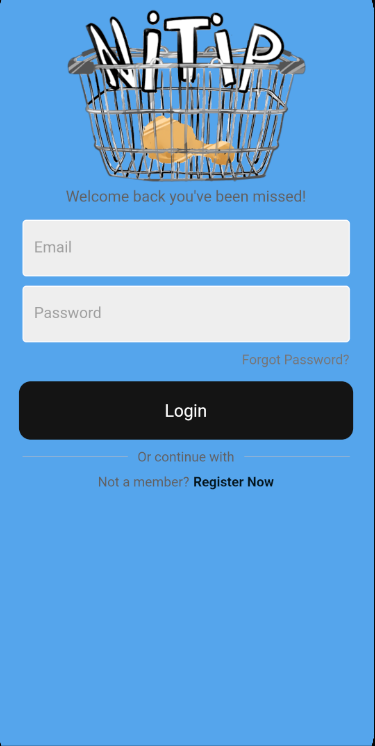 NiTiP
Welcome back you've been missed!
Email
Password
Forgot Password?
Login
Or continue with
Not a member? Register Now